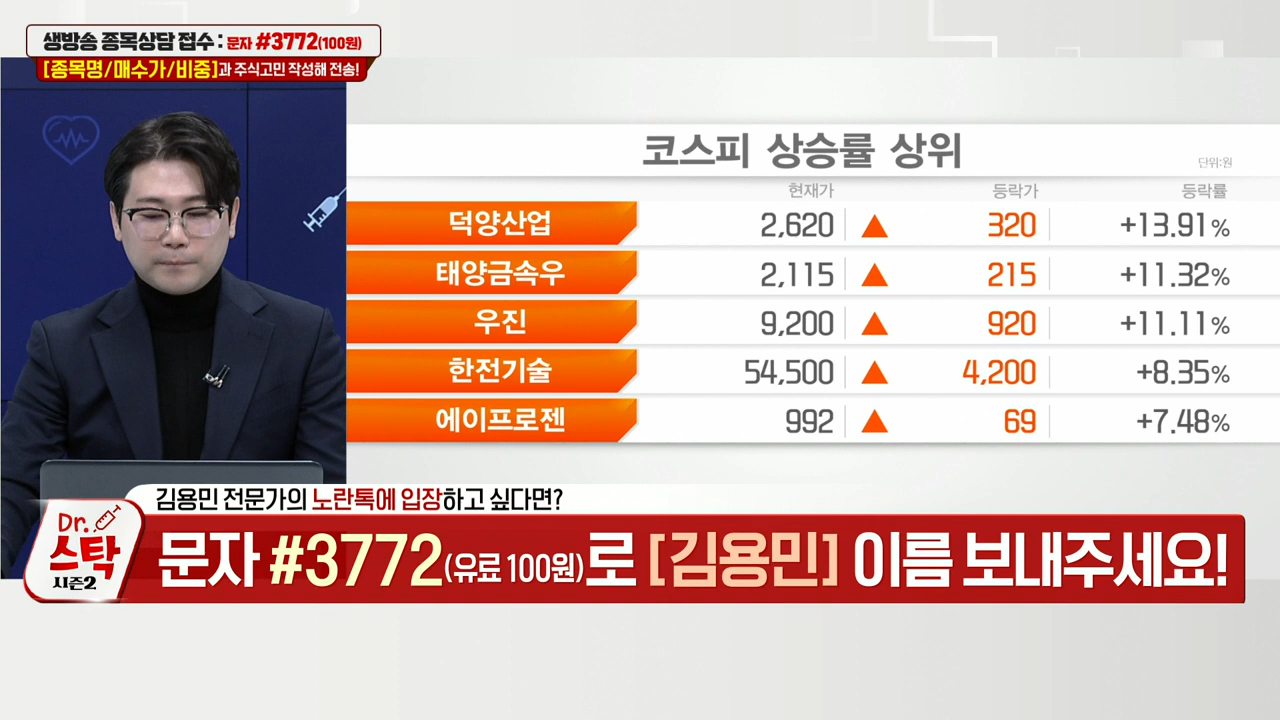 생방송 종목상담 접수 : 문자 #3772(100원)
[종목명/매수가/비중]과 주식고민 작성해 전송!
코스피 상승률 상위
단위:원
현재가 등락가 등락률
덕양산업 2,620 ▲ 320 +13.91%
태양금속우 2,115 ▲ 215 +11.32%
우진 9,200 ▲ 920 +11.11%
한전기술 54,500 ▲ 4,200 +8.35%
에이프로젠 992 ▲ 69 +7.48%
김용민 전문가의 노란톡에 입장하고 싶다면?
Dr.
스탁
시즌2
문자 #3772(유료 100원)로 [김용민] 이름 보내주세요!